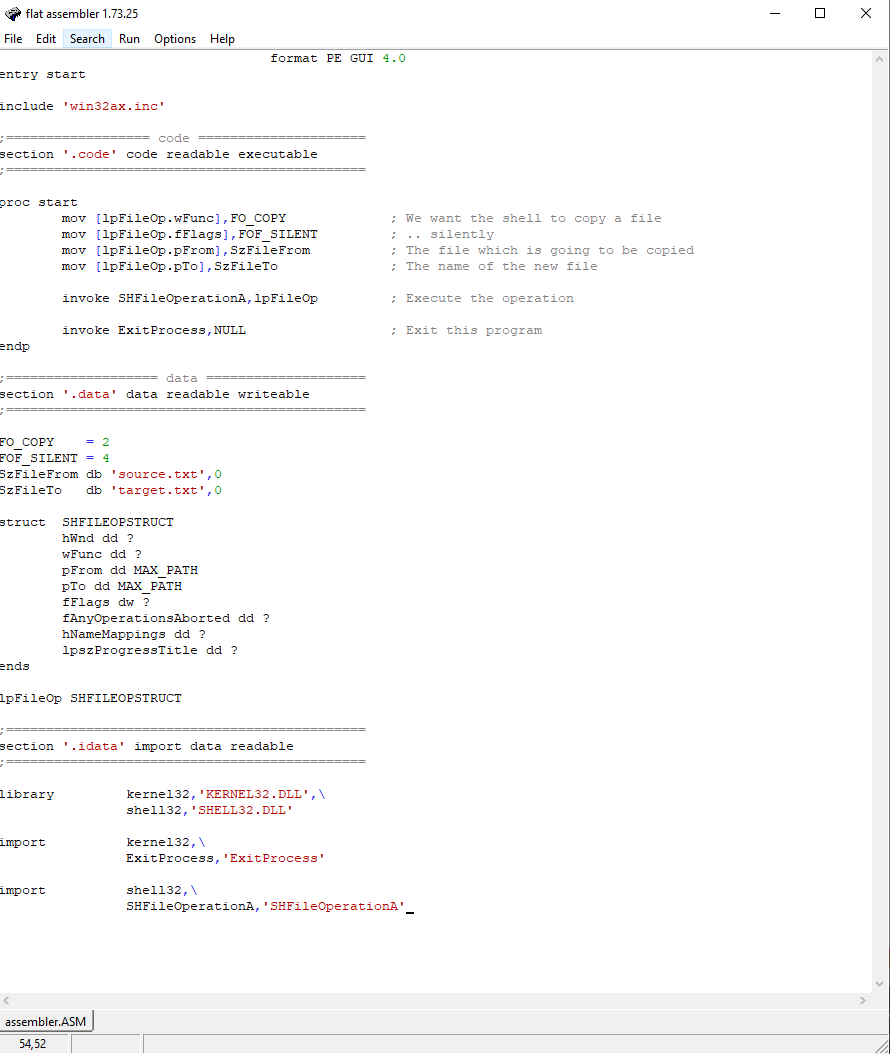 flat assembler 1.73.25
File Edit Search Run Options Help
format PE GUI 4.0
entry start
include 'win32ax.inc'
;================== code =====================
section '.code' code readable executable
;=============================================
proc start
mov [lpFileOp.wFunc],FO_COPY ; We want the shell to copy a file
mov [lpFileOp.fFlags],FOF_SILENT ; .. silently
mov [lpFileOp.pFrom],SzFileFrom ; The file which is going to be copied
mov [lpFileOp.pTo],SzFileTo ; The name of the new file
invoke SHFileOperationA,lpFileOp ; Execute the operation
invoke ExitProcess,NULL ; Exit this program
endp
;=================== data ====================
section '.data' data readable writeable
;=============================================
FO_COPY = 2
FOF_SILENT = 4
SzFileFrom db 'source.txt',0
SzFileTo db 'target.txt',0
struct SHFILEOPSTRUCT
hWnd dd ?
wFunc dd ?
pFrom dd MAX_PATH
pTo dd MAX_PATH
fFlags dw ?
fAnyOperationsAborted dd ?
hNameMappings dd ?
lpszProgressTitle dd ?
ends
lpFileOp SHFILEOPSTRUCT
;=============================================
section '.idata' import data readable
;=============================================
library kernel32,'KERNEL32.DLL',\
shell32,'SHELL32.DLL'
import kernel32,\
ExitProcess,'ExitProcess'
import shell32,\
SHFileOperationA,'SHFileOperationA'
assembler.ASM
54,52